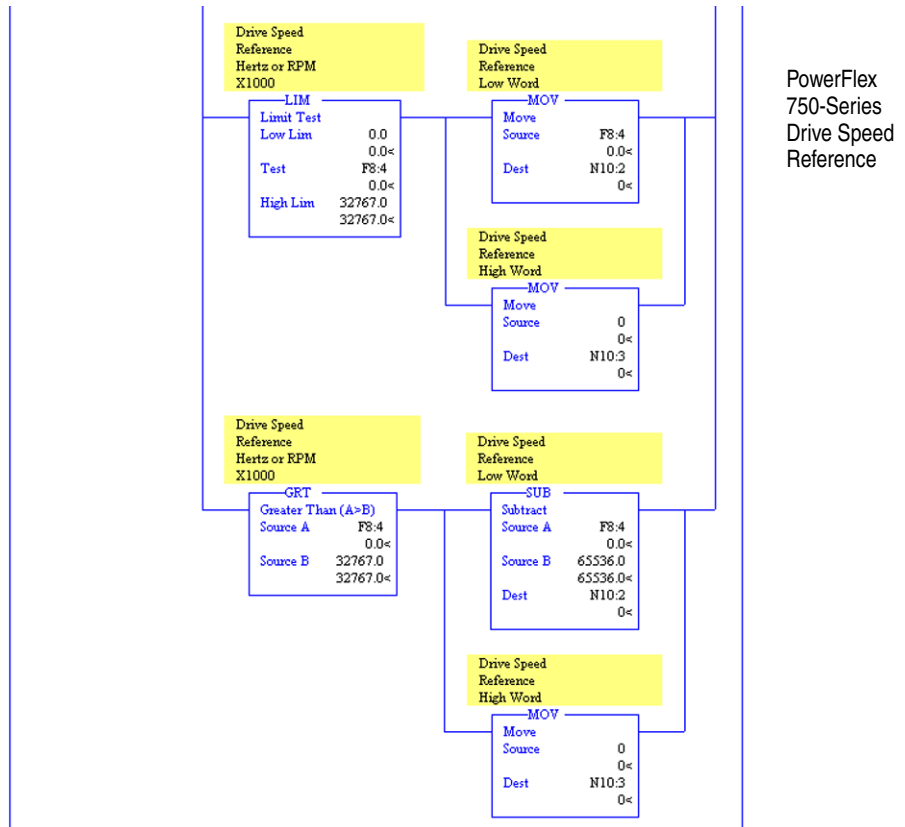 Drive Speed
Reference
Hertz or RPM
X1000
LIM
Limit Test
Low Lim 0.0
0.0<
Test F8:4
0.0<
High Lim 32767.0
32767.0<
Drive Speed
Reference
Low Word
MOV
Move
Source F8:4
0.0<
Dest N10:2
0<
Drive Speed
Reference
High Word
MOV
Move
Source 0
0<
Dest N10:3
0<
PowerFlex
750-Series
Drive Speed
Reference
Drive Speed
Reference
Hertz or RPM
X1000
GRT
Greater Than (A>B)
Source A F8:4
0.0<
Source B 32767.0
32767.0<
Drive Speed
Reference
Low Word
SUB
Subtract
Source A F8:4
0.0<
Source B 65536.0
65536.0<
Dest N10:2
0<
Drive Speed
Reference
High Word
MOV
Move
Source 0
0<
Dest N10:3
0<